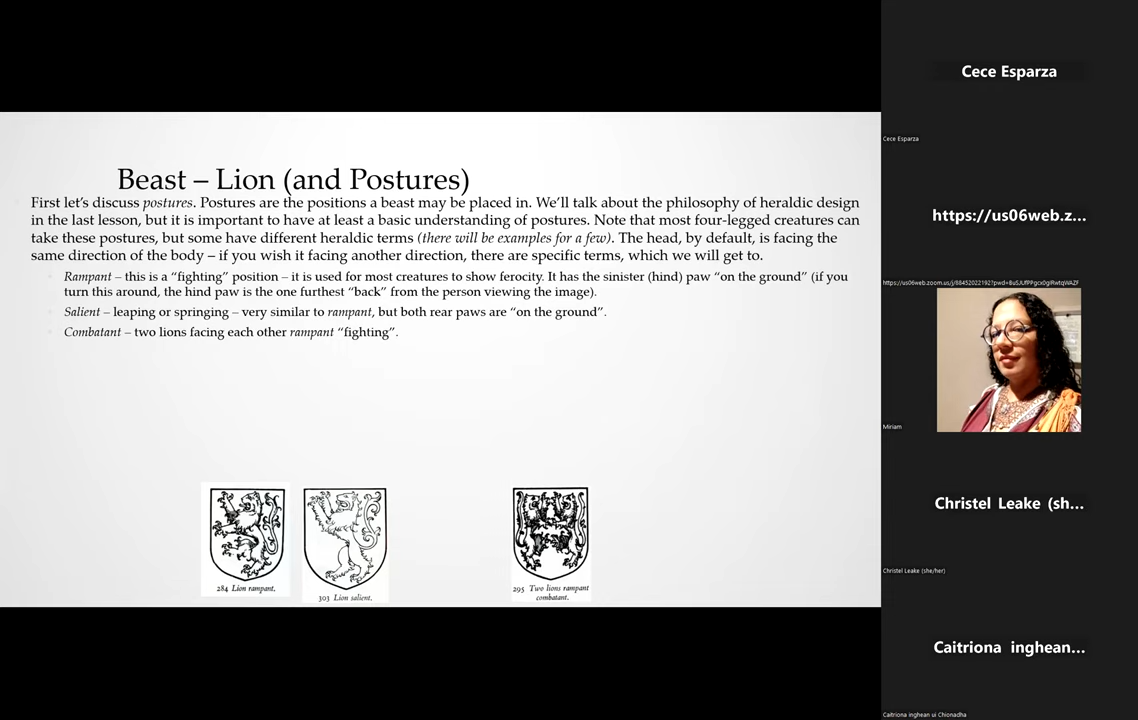 Beast – Lion (and Postures)
First let's discuss postures. Postures are the positions a beast may be placed in. We'll talk about the philosophy of heraldic design
in the last lesson, but it is important to have at least a basic understanding of postures. Note that most four-legged creatures can
take these postures, but some have different heraldic terms (there will be examples for a few). The head, by default, is facing the
same direction of the body – if you wish it facing another direction, there are specific terms, which we will get to.
Rampant – this is a "fighting" position – it is used for most creatures to show ferocity. It has the sinister (hind) paw "on the ground" (if you
turn this around, the hind paw is the one furthest "back" from the person viewing the image).
Salient – leaping or springing – very similar to rampant, but both rear paws are "on the ground".
Combatant – two lions facing each other rampant "fighting".
284 Lion rampant.
303 Lion salient.
295 Two lions rampant
combatant.
Cece Esparza
Cece Esparza
https://us06web.z...
Miriam
Christel Leake (sh...
Christel Leake (she/her)
Caitriona inghean...
Caitriona inghean ui Chionadha